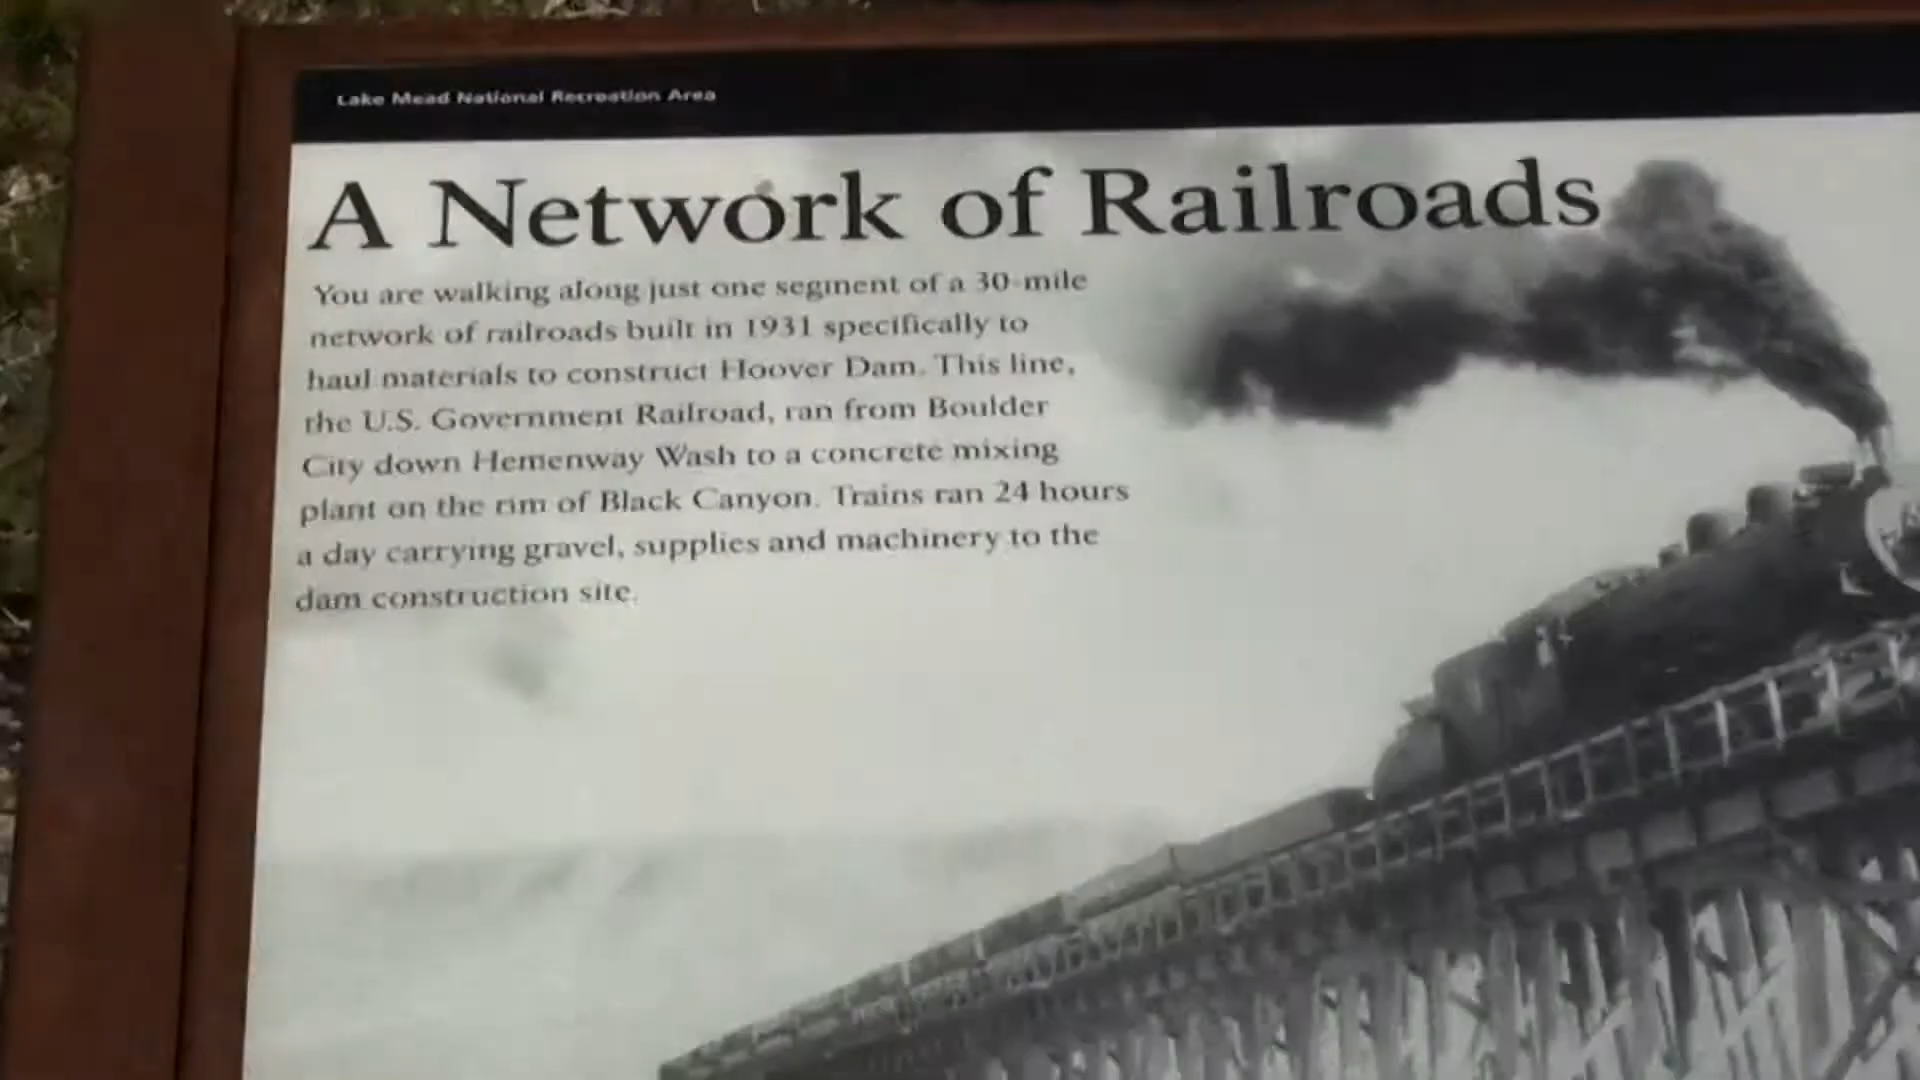 Lake Mead National Recreation Area
A Network of Railroads
You are walking along just one segment of a 30-mile
network of railroads built in 1931 specifically to
haul materials to construct Hoover Dam. This line,
the U.S. Government Railroad, ran from Boulder
City down Hemenway Wash to a concrete mixing
plant on the rim of Black Canyon. Trains ran 24 hours
a day carrying gravel, supplies and machinery to the
dam construction site.